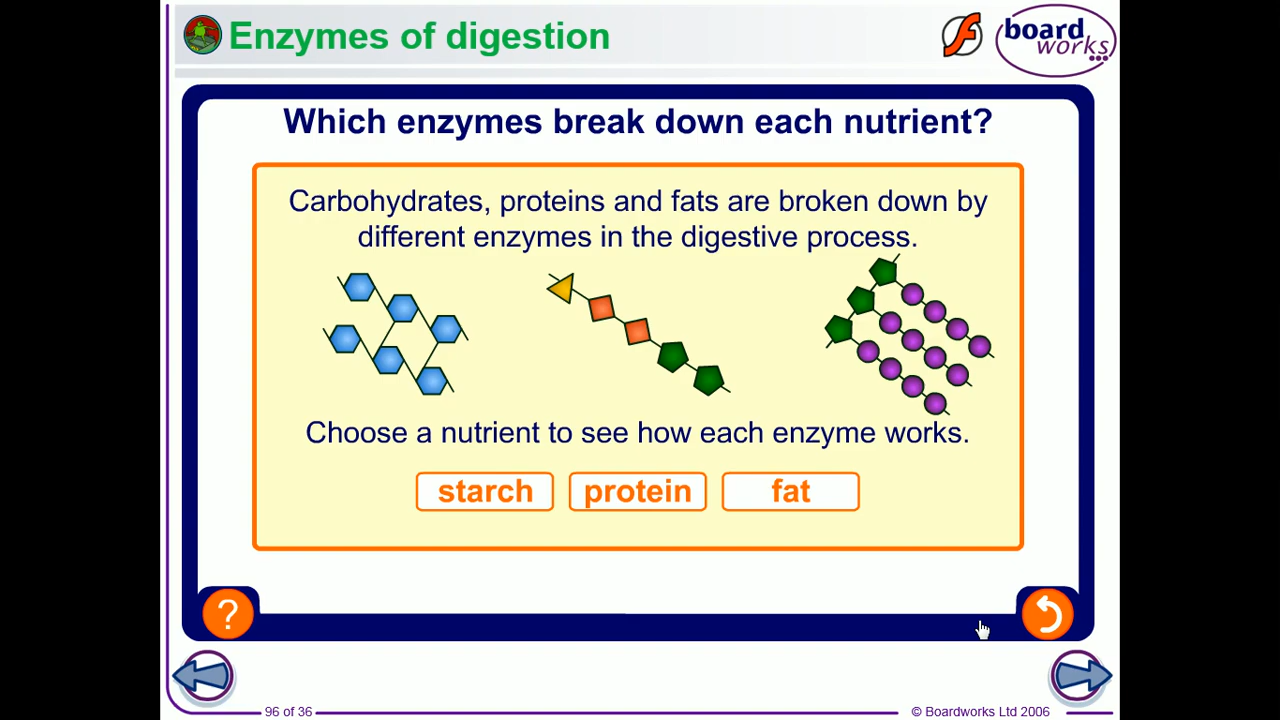 Enzymes of digestion
board
works
Which enzymes break down each nutrient?
Carbohydrates, proteins and fats are broken down by
different enzymes in the digestive process.
Choose a nutrient to see how each enzyme works.
starch protein fat
?
96 of 36
© Boardworks Ltd 2006